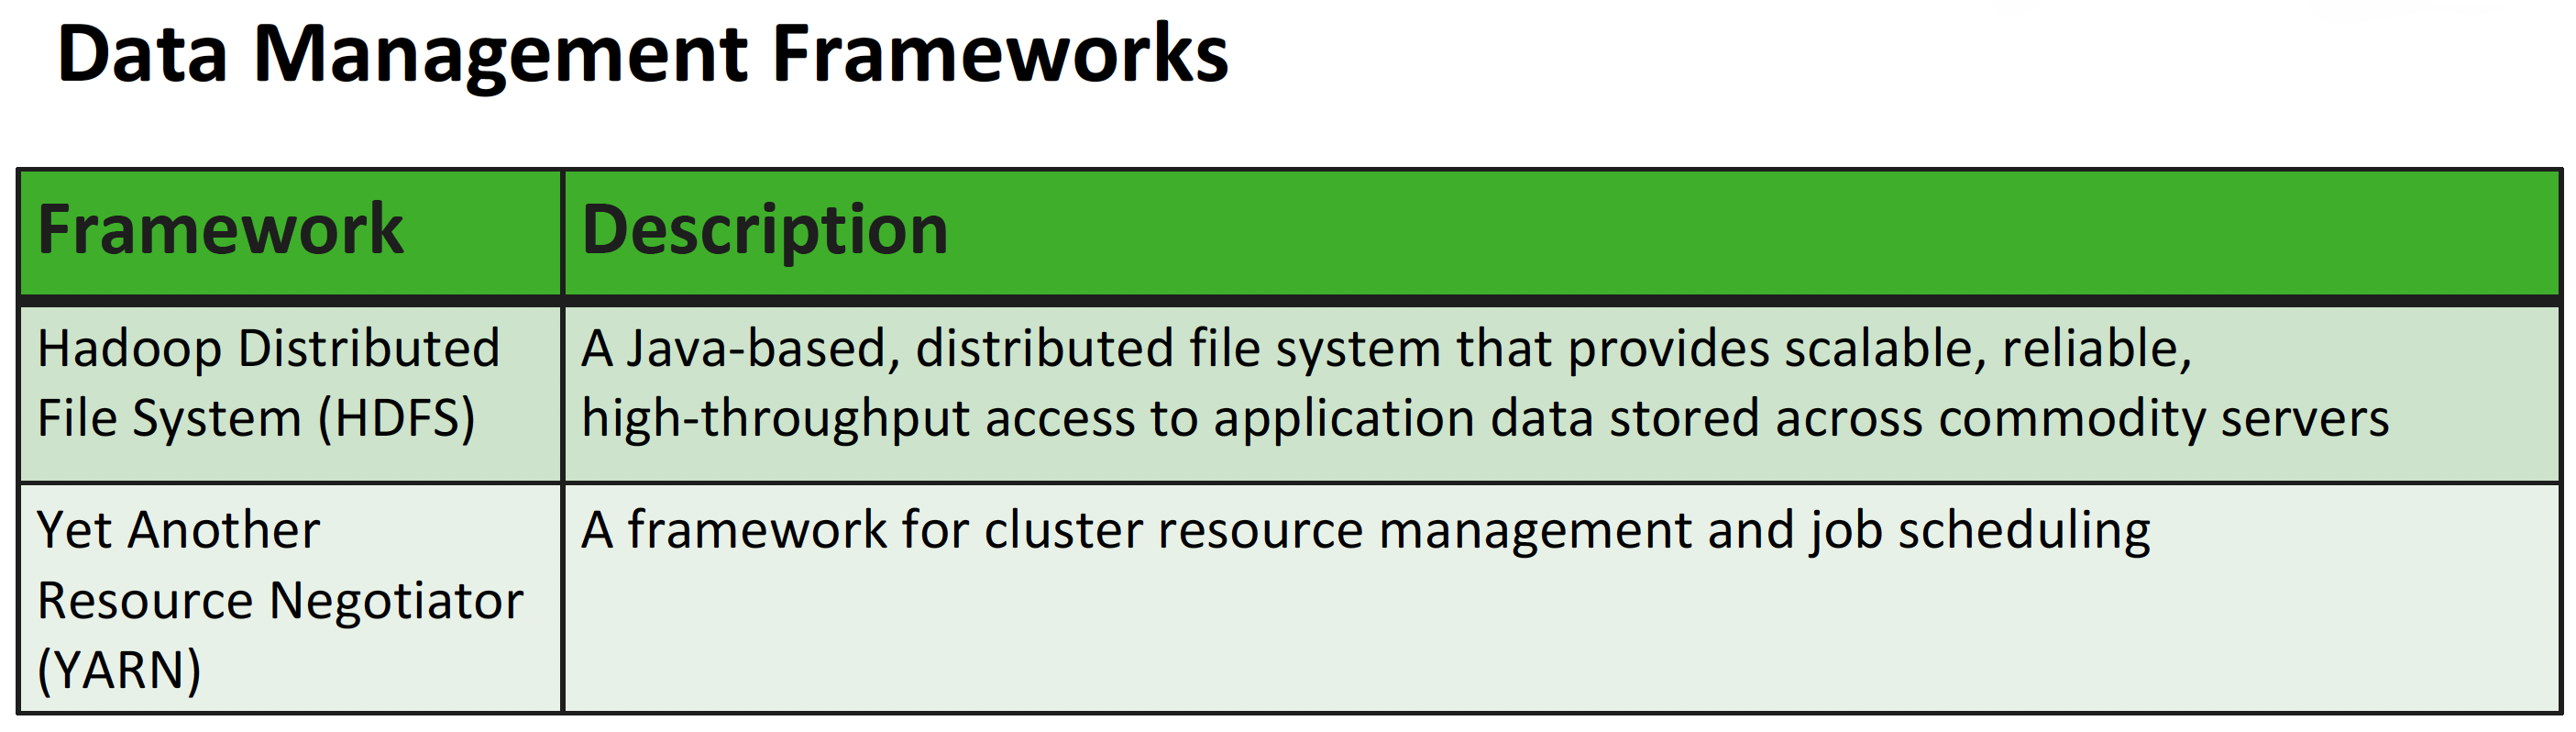 Data Management Frameworks
Framework
Description
Hadoop Distributed
File System (HDFS)
A Java-based, distributed file system that provides scalable, reliable,
high-throughput access to application data stored across commodity servers
Yet Another
Resource Negotiator
(YARN)
A framework for cluster resource management and job scheduling